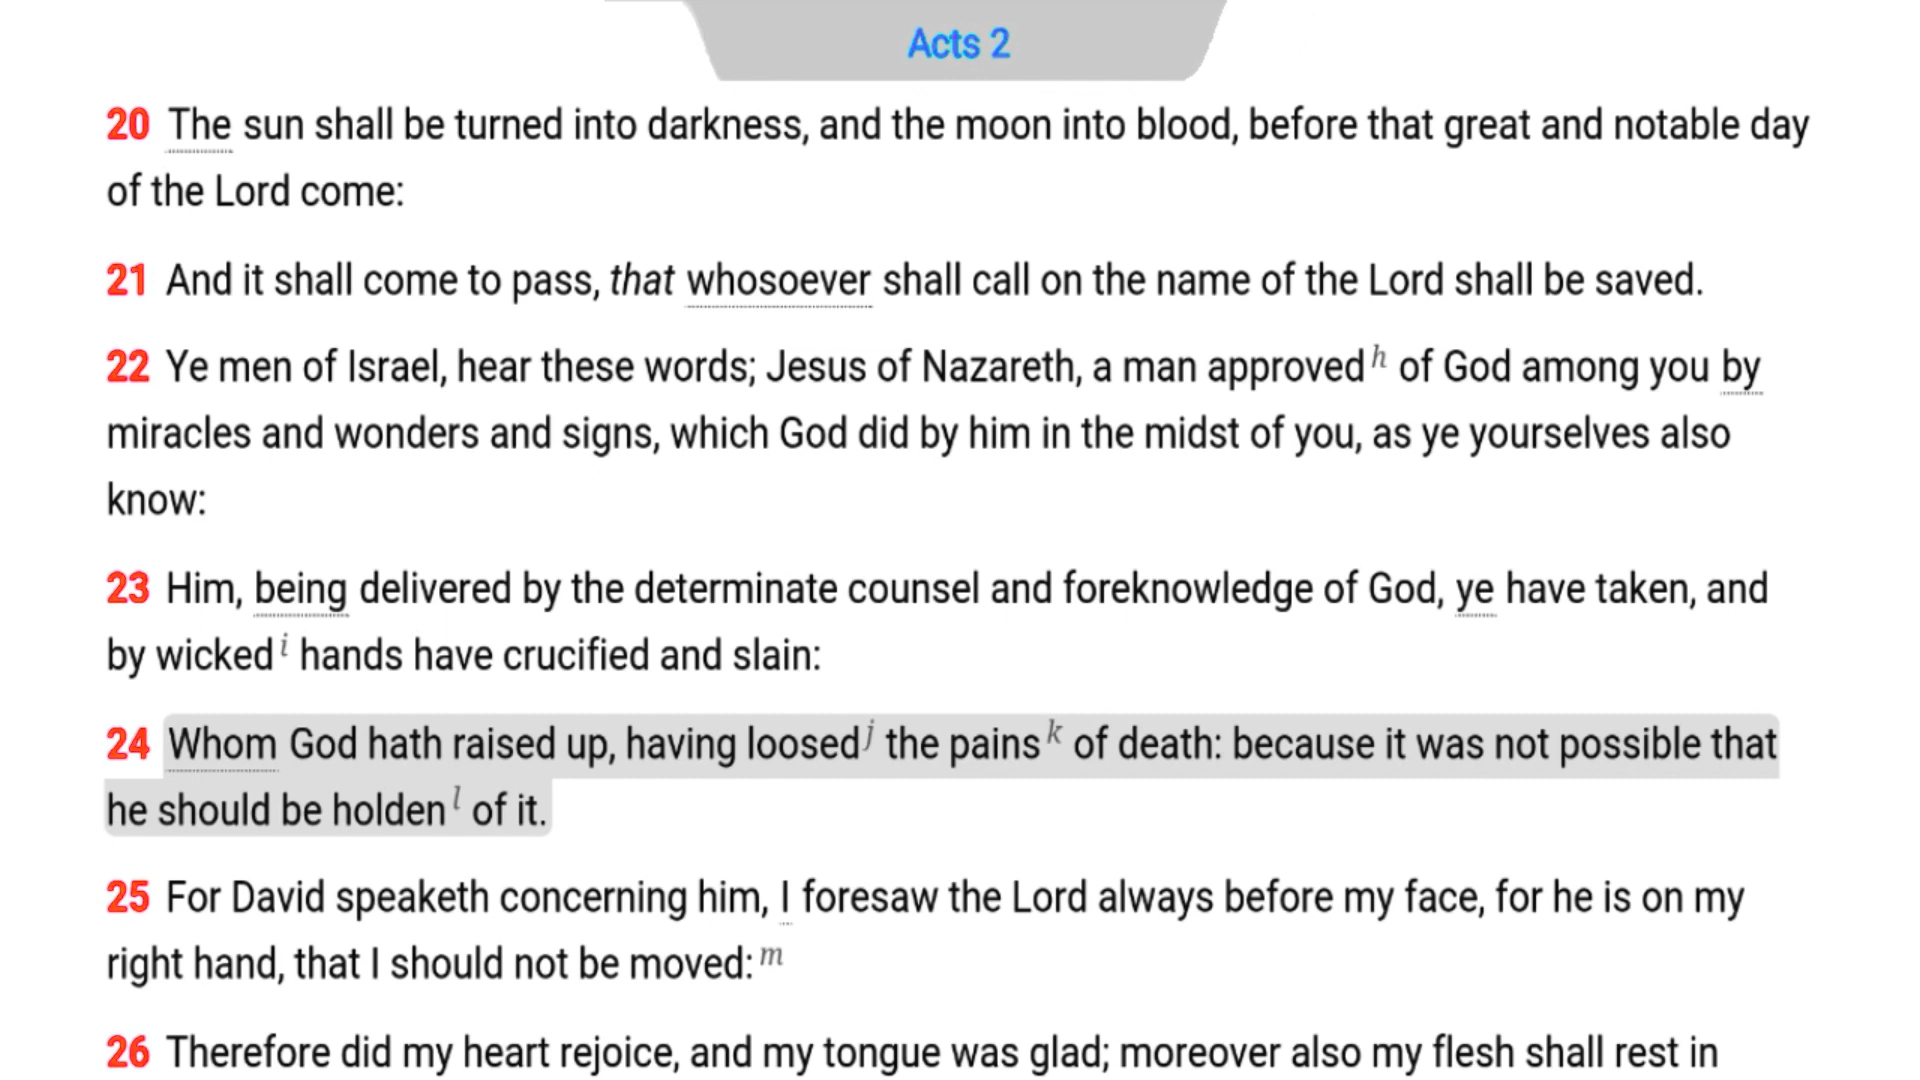 Acts 2
20 The sun shall be turned into darkness, and the moon into blood, before that great and notable day
of the Lord come:
21 And it shall come to pass, that whosoever shall call on the name of the Lord shall be saved.
22 Ye men of Israel, hear these words; Jesus of Nazareth, a man approved h of God among you by
miracles and wonders and signs, which God did by him in the midst of you, as ye yourselves also
know:
23 Him, being delivered by the determinate counsel and foreknowledge of God, ye have taken, and
by wicked i hands have crucified and slain:
24 Whom God hath raised up, having loosed j the pains k of death: because it was not possible that
he should be holden l of it.
25 For David speaketh concerning him, I foresaw the Lord always before my face, for he is on my
right hand, that I should not be moved: m
26 Therefore did my heart rejoice, and my tongue was glad; moreover also my flesh shall rest in